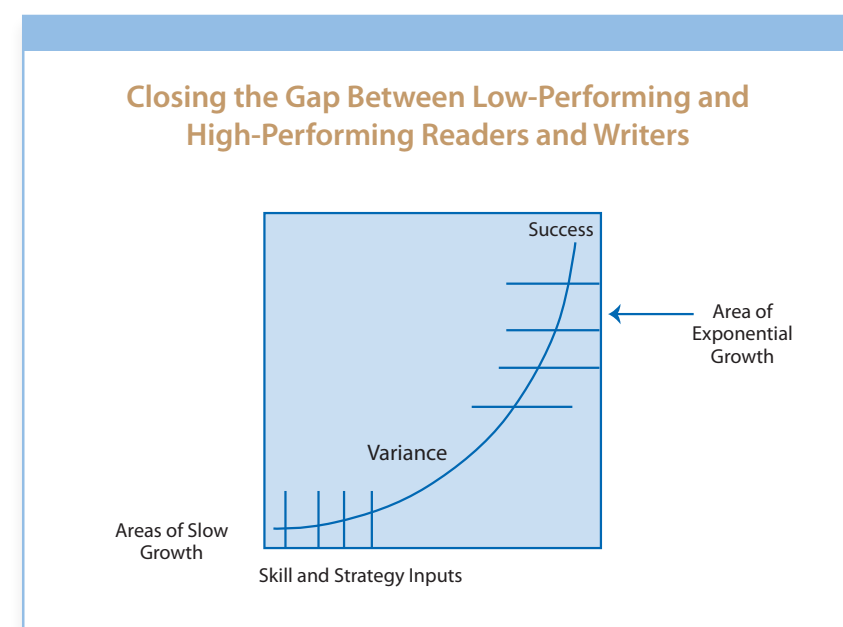 Closing the Gap Between Low-Performing and
High-Performing Readers and Writers
Success
Area of
Exponential
Growth
Variance
Areas of Slow
Growth
Skill and Strategy Inputs